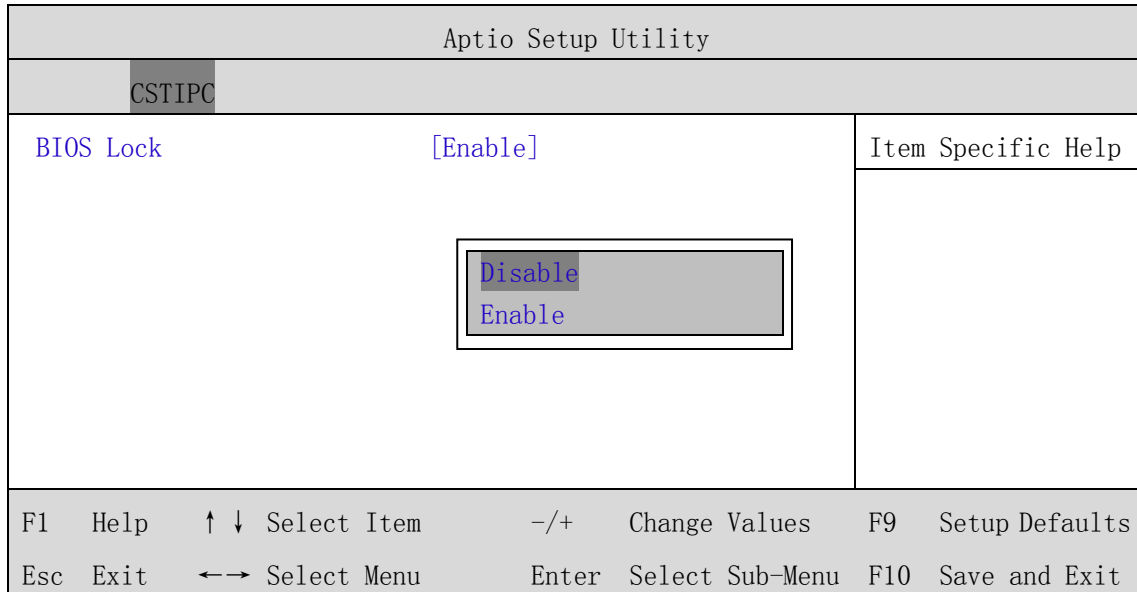 Aptio Setup Utility
CSTIPC
BIOS Lock [Enable]
Item Specific Help
Disable
Enable
F1 Help ↑↓ Select Item -/+ Change Values F9 Setup Defaults
Esc Exit ←→ Select Menu Enter Select Sub-Menu F10 Save and Exit